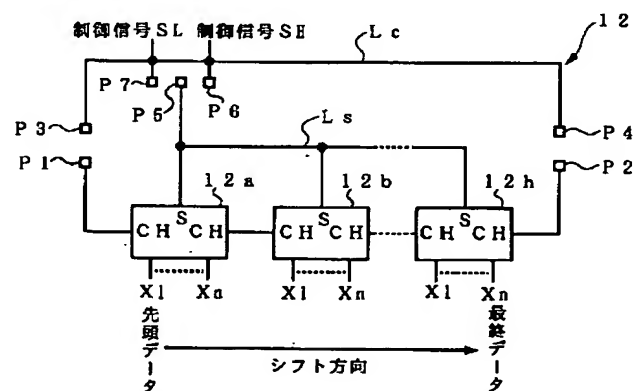 制御信号SL 制御信号SH Lc 12
P7 P5 P6
P3 P4
P1 P2
Ls
12a 12b 12h
CH S CH CH S CH CH S CH
X1 Xn X1 Xn X1 Xn
先頭データ 最終データ
シフト方向